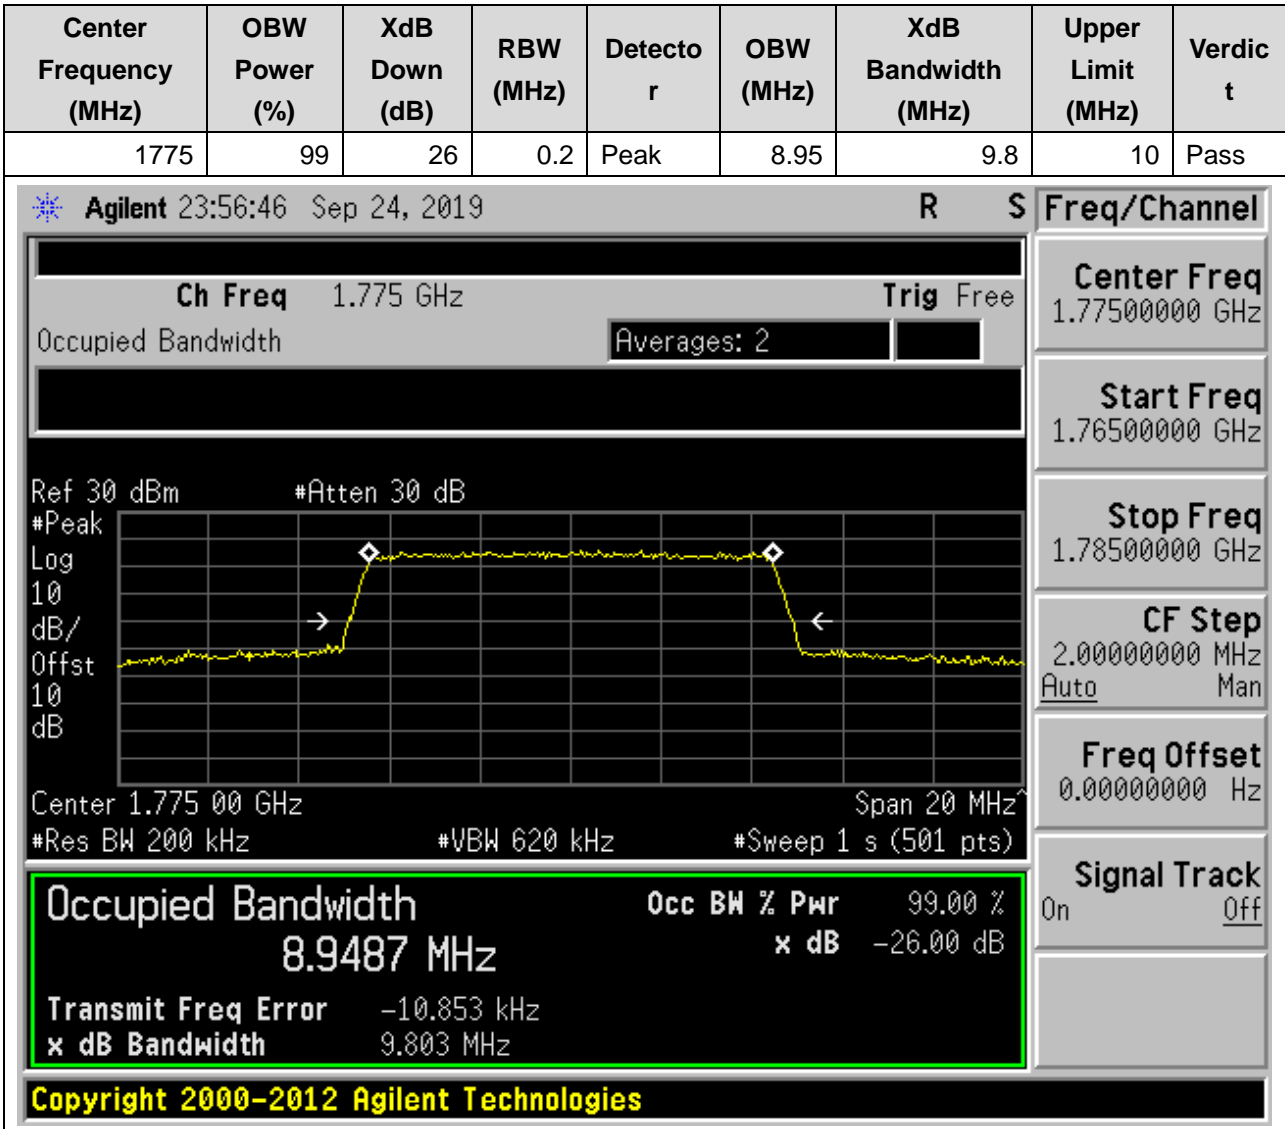 Center Frequency (MHz) OBW Power (%) XdB Down (dB) RBW (MHz) Detecto r OBW (MHz) XdB Bandwidth (MHz) Upper Limit (MHz) Verdic t
1775 99 26 0.2 Peak 8.95 9.8 10 Pass
Agilent 23:56:46 Sep 24, 2019 R S Freq/Channel
Ch Freq 1.775 GHz Trig Free
Occupied Bandwidth Averages: 2
Center Freq
1.77500000 GHz
Start Freq
1.76500000 GHz
Stop Freq
1.78500000 GHz
CF Step
2.00000000 MHz
Auto Man
Freq Offset
0.00000000 Hz
Signal Track
On Off
Ref 30 dBm #Atten 30 dB
#Peak
Log
10
dB/
Offst
10
dB
Center 1.775 00 GHz Span 20 MHz^
#Res BW 200 kHz #VBW 620 kHz #Sweep 1 s (501 pts)
Occupied Bandwidth Occ BW % Pwr 99.00 %
8.9487 MHz x dB -26.00 dB
Transmit Freq Error -10.853 kHz
x dB Bandwidth 9.803 MHz
Copyright 2000-2012 Agilent Technologies